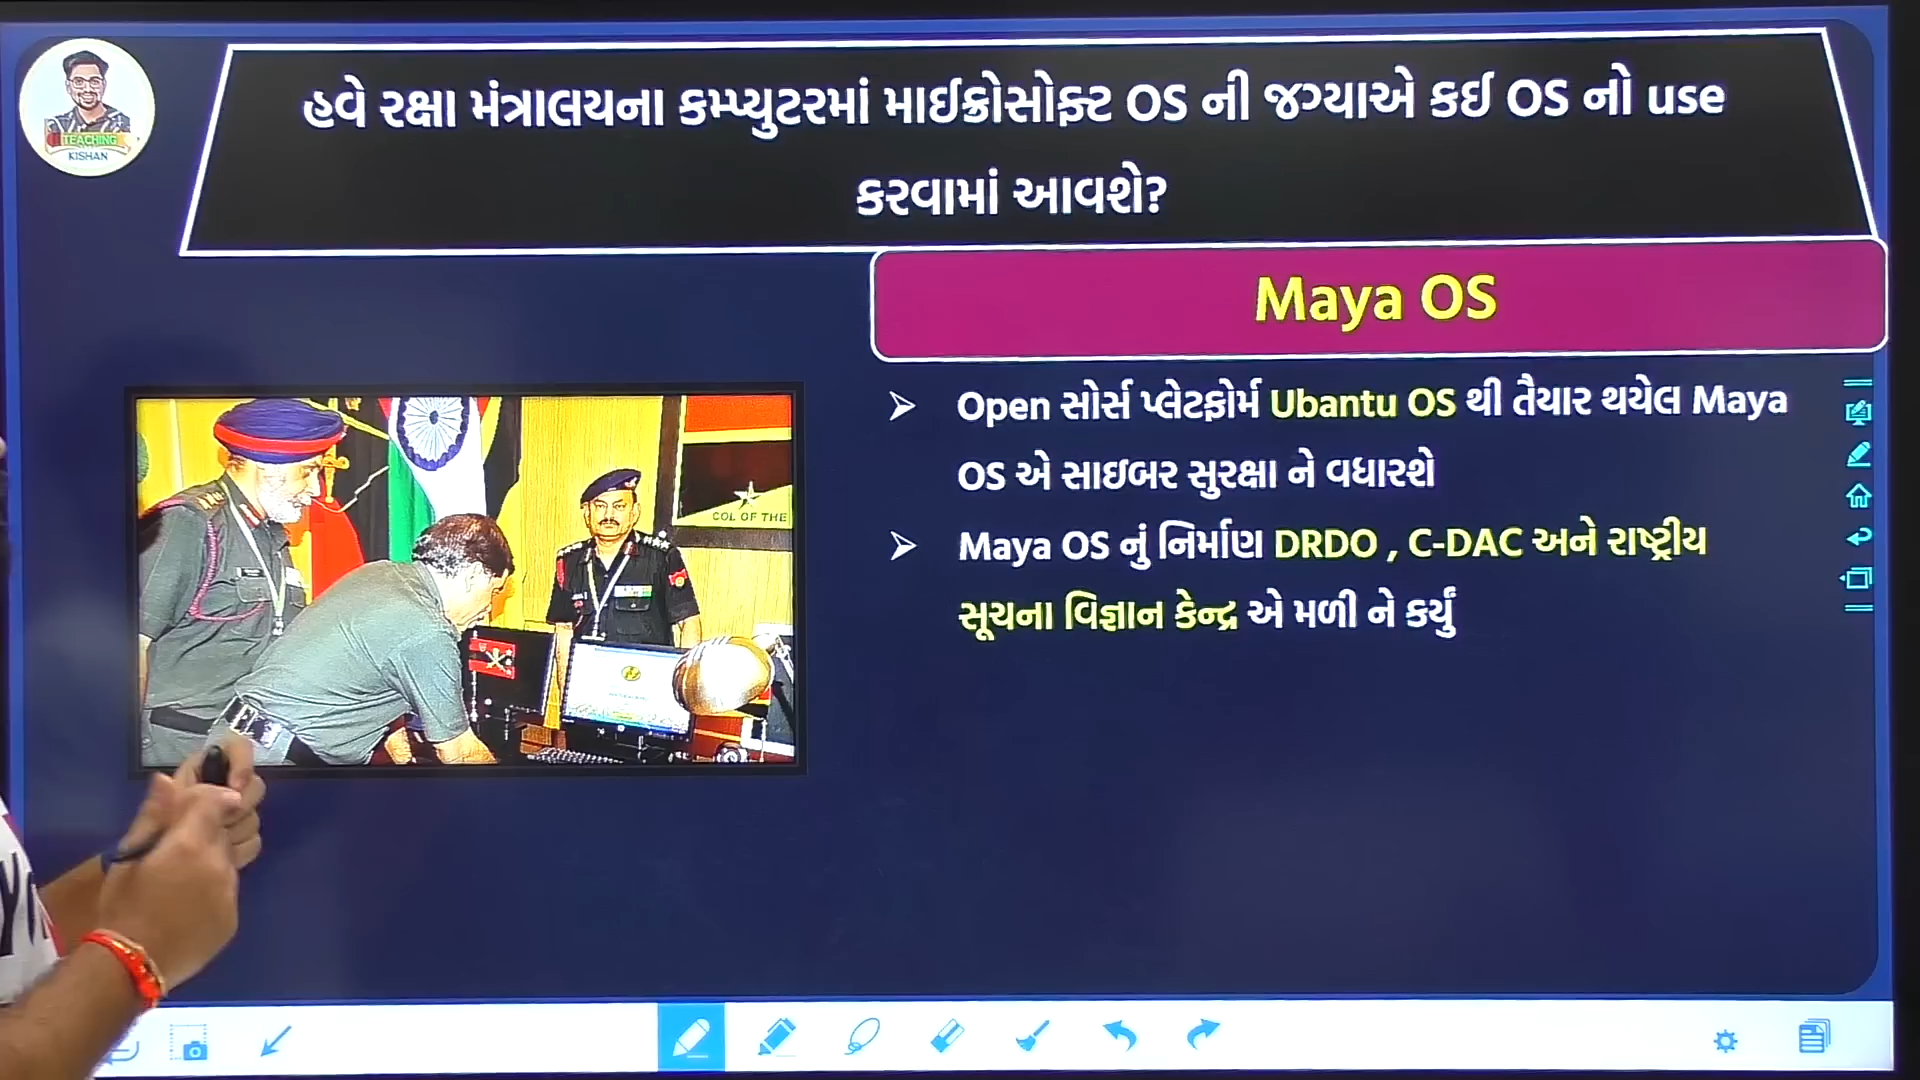 હવે રક્ષા મંત્રાલયના કમ્પ્યુટરમાં માઈક્રોસોફ્ટ OS ની જગ્યાએ કઈ OS નો use
કરવામાં આવશે?
TEACHING
KISHAN
Maya OS
Open સોર્સ પ્લેટફોર્મ Ubantu OS થી તૈયાર થયેલ Maya
OS એ સાઇબર સુરક્ષા ને વધારશે
Maya OS નું નિર્માણ DRDO , C-DAC અને રાષ્ટ્રીય
સૂચના વિજ્ઞાન કેન્દ્ર એ મળી ને કર્યું
COL OF THE